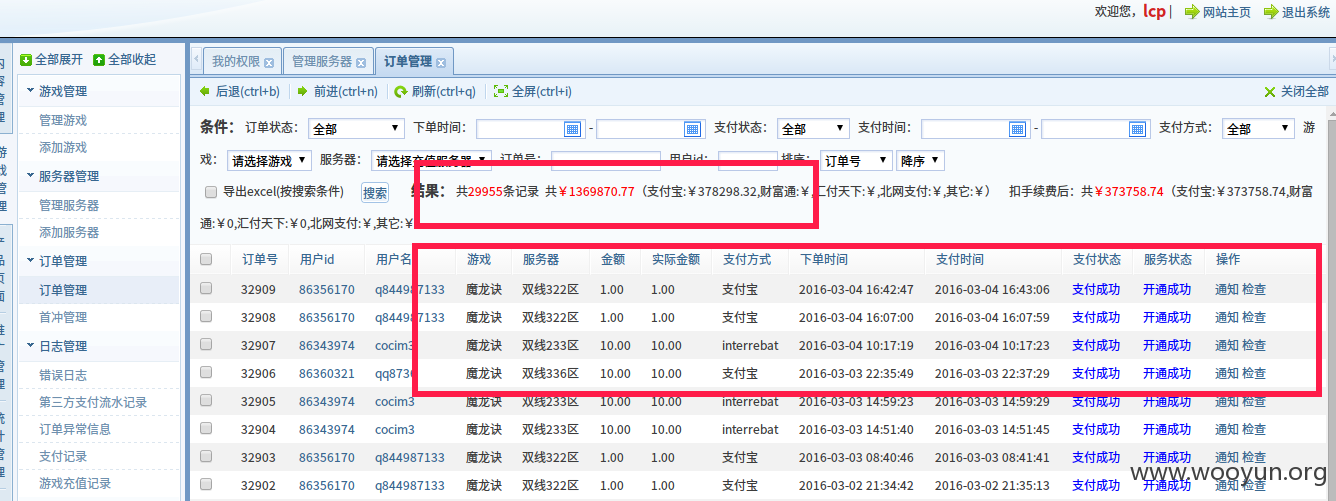 欢迎您，lcp | 网站主页 退出系统
全部展开 全部收起
我的权限 管理服务器 订单管理
后退(ctrl+b) 前进(ctrl+n) 刷新(ctrl+q) 全屏(ctrl+i) 关闭全部
游戏管理
管理游戏
添加游戏
服务器管理
管理服务器
添加服务器
订单管理
订单管理
首冲管理
日志管理
错误日志
第三方支付流水记录
订单异常信息
支付记录
游戏充值记录
条件： 订单状态： 全部 下单时间： - 支付状态： 全部 支付时间： - 支付方式： 全部 游
戏： 请选择游戏 服务器： 请选择充值服务器 订单号： 用户id： 排序： 订单号 降序
导出excel(按搜索条件) 搜索 结果： 共29955条记录 共￥1369870.77（支付宝:￥378298.32,财富通:￥,汇付天下:￥,北网支付:￥,其它:￥） 扣手续费后：共￥373758.74（支付宝:￥373758.74,财富
通:￥0,汇付天下:￥0,北网支付:￥,其它:￥
订单号 用户id 用户名 游戏 服务器 金额 实际金额 支付方式 下单时间 支付时间 支付状态 服务状态 操作
32909 86356170 q844987133 魔龙诀 双线322区 1.00 1.00 支付宝 2016-03-04 16:42:47 2016-03-04 16:43:06 支付成功 开通成功 通知 检查
32908 86356170 q844987133 魔龙诀 双线322区 1.00 1.00 支付宝 2016-03-04 16:07:00 2016-03-04 16:07:59 支付成功 开通成功 通知 检查
32907 86343974 cocim3 魔龙诀 双线233区 10.00 10.00 interrebat 2016-03-04 10:17:19 2016-03-04 10:17:23 支付成功 开通成功 通知 检查
32906 86360321 魔龙诀 双线336区 10.00 10.00 支付宝 2016-03-03 22:35:49 2016-03-03 22:37:29 支付成功 开通成功 通知 检查
32905 86343974 cocim3 魔龙诀 双线233区 10.00 10.00 interrebat 2016-03-03 14:59:23 2016-03-03 14:59:29 支付成功 开通成功 通知 检查
32904 86343974 cocim3 魔龙诀 双线233区 10.00 10.00 interrebat 2016-03-03 14:51:40 2016-03-03 14:51:45 支付成功 开通成功 通知 检查
32903 86356170 q844987133 魔龙诀 双线322区 1.00 1.00 支付宝 2016-03-03 08:40:46 2016-03-03 08:41:41 支付成功 开通成功 通知 检查
32902 86356170 q844987133 魔龙诀 双线322区 1.00 1.00 支付宝 2016-03-02 21:34:42 2016-03-02 21:35:13 支付成功 开通成功 通知 检查
www.wooyun.org